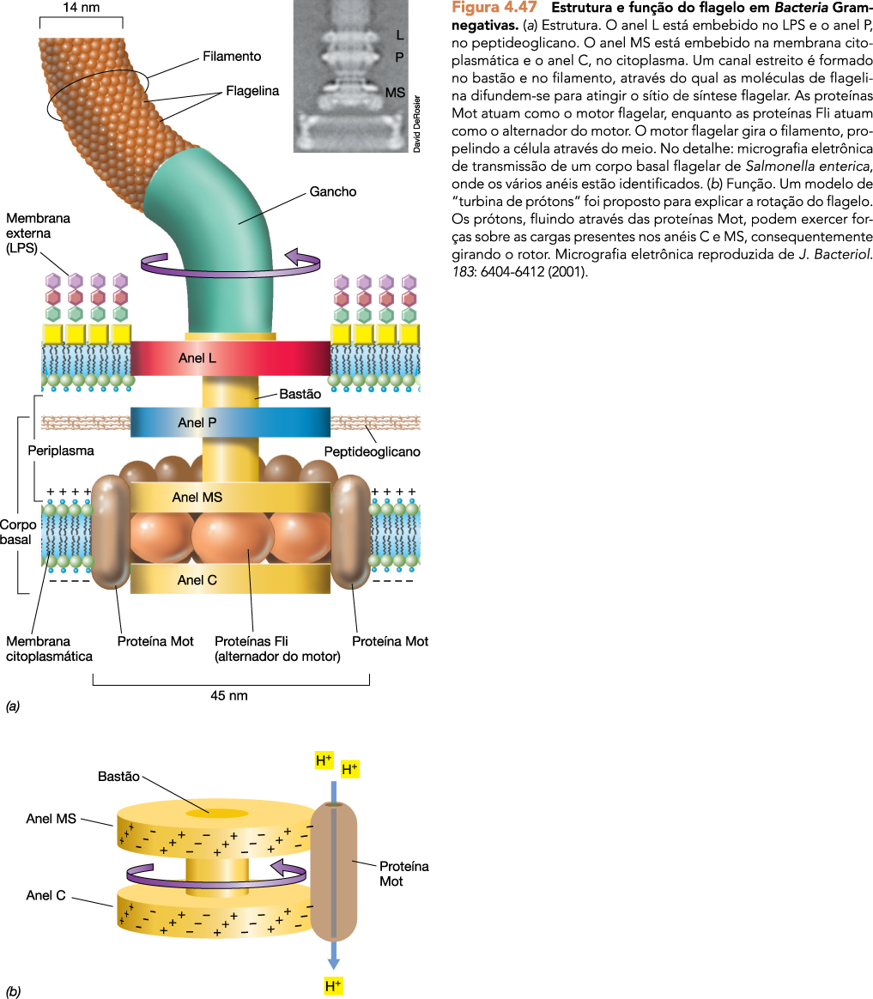 14 nm
Filamento
Flagelina
L
P
MS
David DeRosier
Gancho
Membrana
externa
(LPS)
Anel L
Bastão
Anel P
Periplasma
Peptideoglicano
++++
++++
Anel MS
Corpo
basal
Anel C
----
----
Membrana
citoplasmática
Proteína Mot
Proteínas Fli
(alternador do motor)
Proteína Mot
45 nm
(a)
H+
H+
Bastão
Anel MS
Proteína
Mot
Anel C
H+
(b)
Figura 4.47 Estrutura e função do flagelo em Bacteria Gram-
negativas. (a) Estrutura. O anel L está embebido no LPS e o anel P,
no peptideoglicano. O anel MS está embebido na membrana cito-
plasmática e o anel C, no citoplasma. Um canal estreito é formado
no bastão e no filamento, através do qual as moléculas de flageli-
na difundem-se para atingir o sítio de síntese flagelar. As proteínas
Mot atuam como o motor flagelar, enquanto as proteínas Fli atuam
como o alternador do motor. O motor flagelar gira o filamento, pro-
pelindo a célula através do meio. No detalhe: micrografia eletrônica
de transmissão de um corpo basal flagelar de Salmonella enterica,
onde os vários anéis estão identificados. (b) Função. Um modelo de
“turbina de prótons” foi proposto para explicar a rotação do flagelo.
Os prótons, fluindo através das proteínas Mot, podem exercer for-
ças sobre as cargas presentes nos anéis C e MS, consequentemente
girando o rotor. Micrografia eletrônica reproduzida de J. Bacteriol.
183: 6404-6412 (2001).